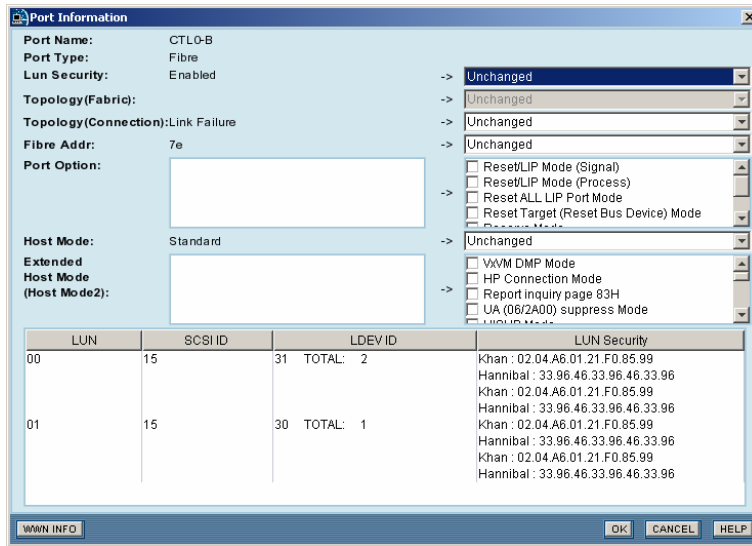 Port Information
Port Name: CTL0-B
Port Type: Fibre
Lun Security: Enabled -> Unchanged
Topology(Fabric): -> Unchanged
Topology(Connection): Link Failure -> Unchanged
Fibre Addr: 7e -> Unchanged
Port Option: ->
Reset/LIP Mode (Signal)
Reset/LIP Mode (Process)
Reset ALL LIP Port Mode
Reset Target (Reset Bus Device) Mode
Host Mode: Standard -> Unchanged
Extended
Host Mode
(Host Mode2): ->
VxVM DMP Mode
HP Connection Mode
Report inquiry page 83H
UA (06/2A00) suppress Mode
LUN SCSI ID LDEV ID LUN Security
00 15 31 TOTAL: 2 Khan : 02.04.A6.01.21.F0.85.99
Hannibal : 33.96.46.33.96.46.33.96
Khan : 02.04.A6.01.21.F0.85.99
Hannibal : 33.96.46.33.96.46.33.96
01 15 30 TOTAL: 1 Khan : 02.04.A6.01.21.F0.85.99
Hannibal : 33.96.46.33.96.46.33.96
Khan : 02.04.A6.01.21.F0.85.99
Hannibal : 33.96.46.33.96.46.33.96
WWN INFO OK CANCEL HELP